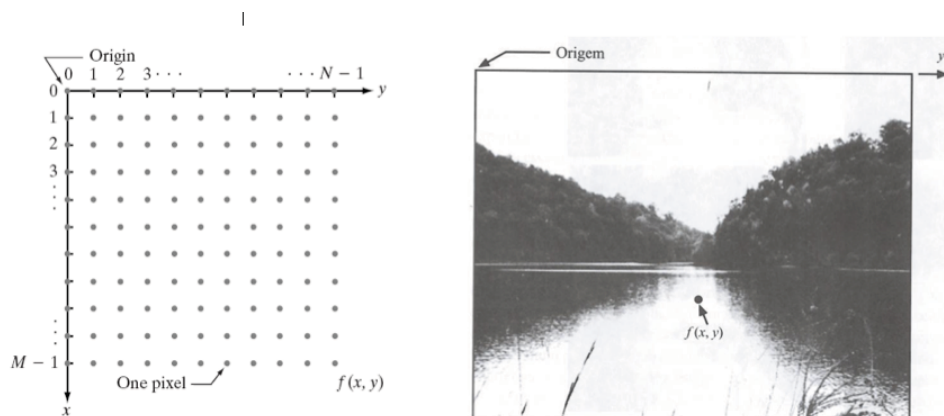 Origin
0 1 2 3 · · · · · · N − 1
0
y
1
2
3
⋮
⋮
M − 1
One pixel
f(x, y)
x
Origem
y
f(x, y)